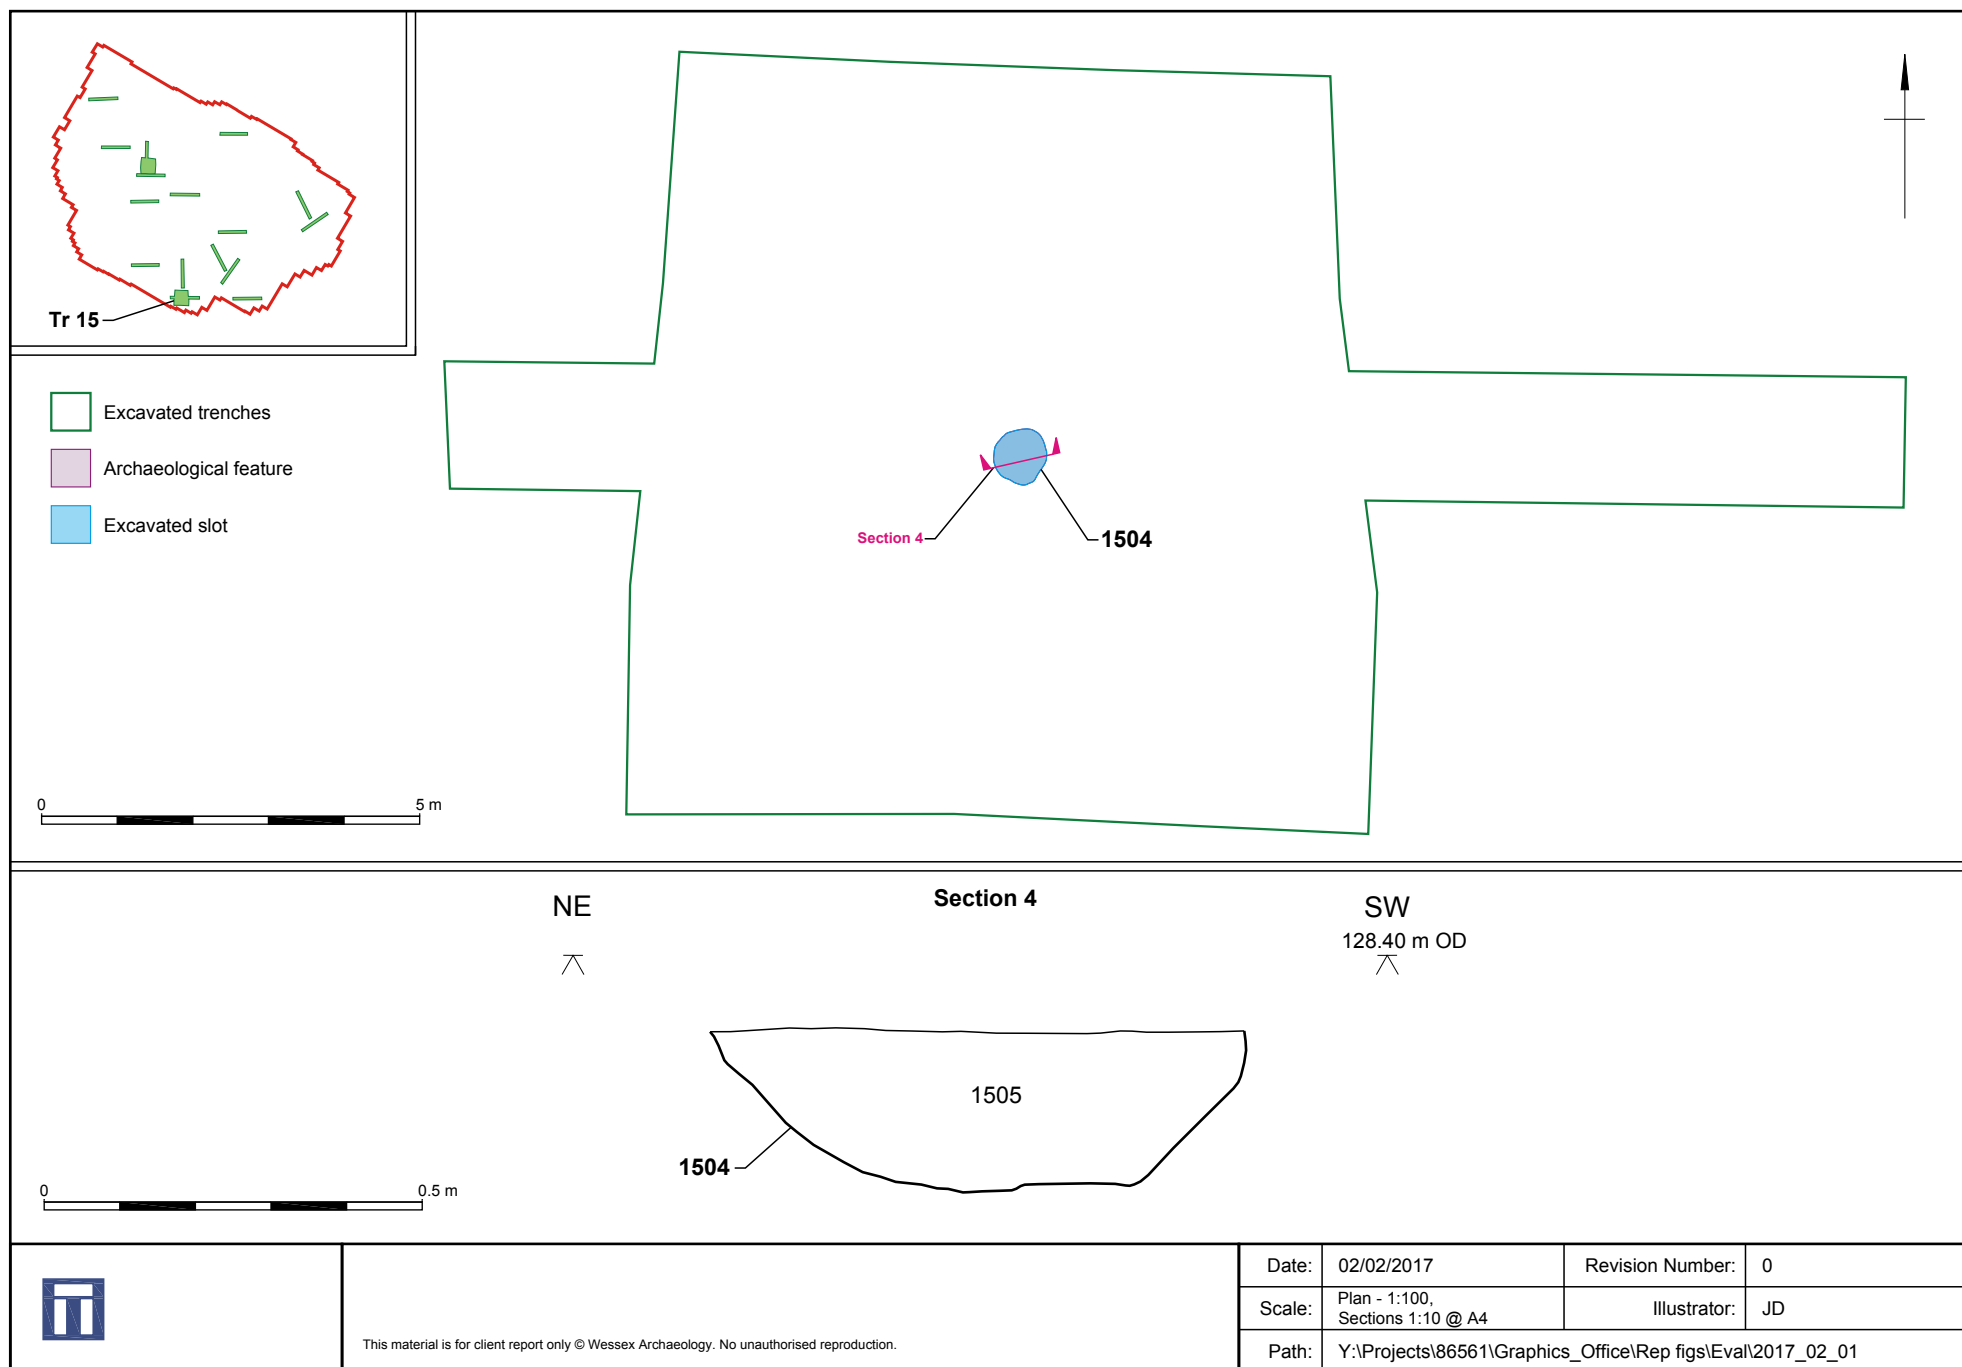 Tr 15
Excavated trenches
Archaeological feature
Excavated slot
Section 4
1504
0 5 m
Section 4
NE
SW
128.40 m OD
1505
1504
0 0.5 m
Date: 02/02/2017 Revision Number: 0
Scale: Plan - 1:100,
Sections 1:10 @ A4
Illustrator: JD
Path: Y:\Projects\86561\Graphics_Office\Rep figs\Eval\2017_02_01
This material is for client report only © Wessex Archaeology. No unauthorised reproduction.